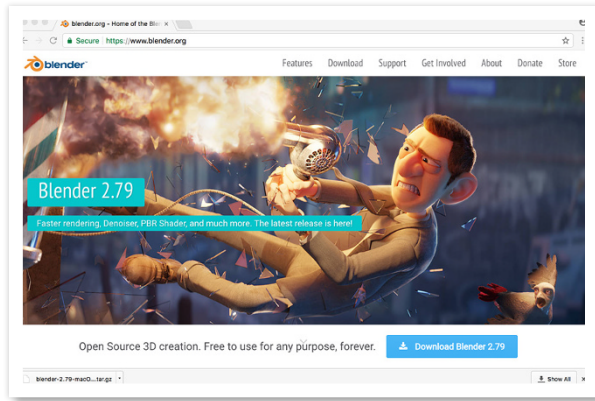 blender.org - Home of the Ble
Secure https://www.blender.org
blender
Features Download Support Get Involved About Donate Store
Blender 2.79
Faster rendering, Denoiser, PBR Shader, and much more. The latest release is here!
Open Source 3D creation. Free to use for any purpose, forever.
Download Blender 2.79
blender-2.79-macO...tar.gz
Show All